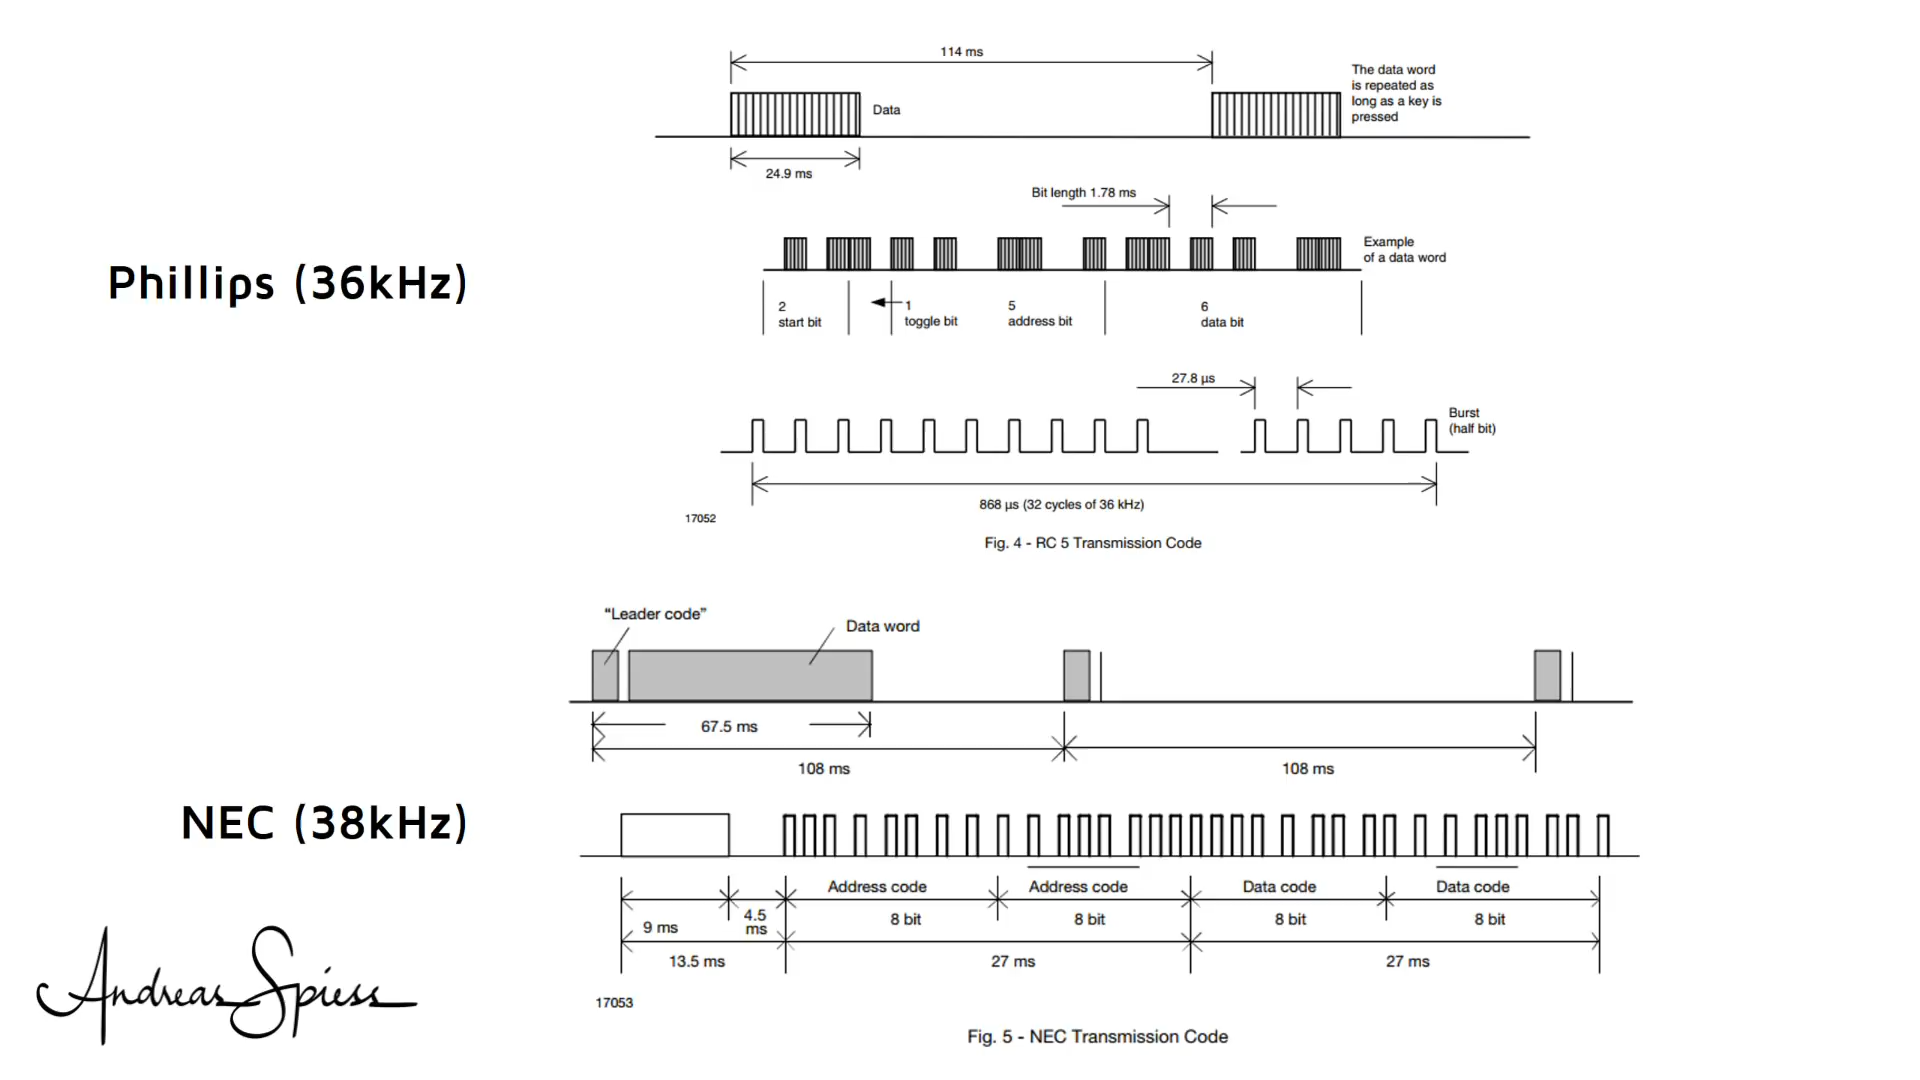 114 ms
The data word
is repeated as
long as a key is
pressed
Data
24.9 ms
Bit length 1.78 ms
Phillips (36kHz)
Example
of a data word
2
start bit
1
toggle bit
5
address bit
6
data bit
27.8 µs
Burst
(half bit)
868 µs (32 cycles of 36 kHz)
17052
Fig. 4 - RC 5 Transmission Code
“Leader code”
Data word
67.5 ms
108 ms
108 ms
NEC (38kHz)
Address code
Address code
Data code
Data code
9 ms
4.5
ms
8 bit
8 bit
8 bit
8 bit
13.5 ms
27 ms
27 ms
17053
Fig. 5 - NEC Transmission Code
Andreas Spiess